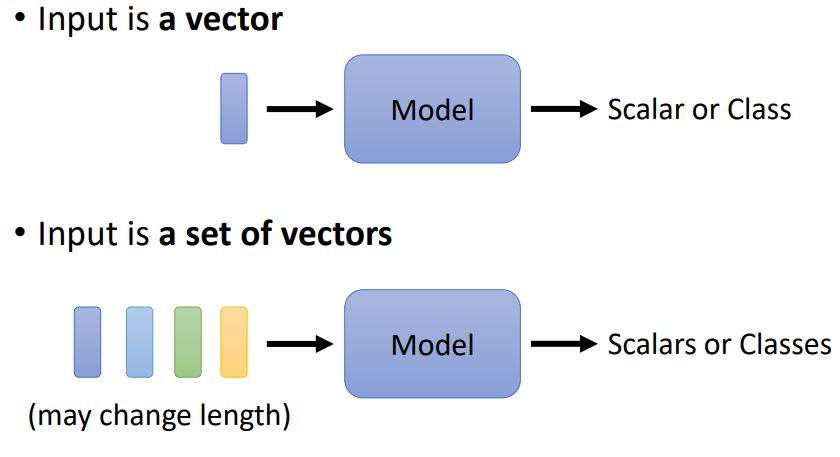 • Input is a vector
Model
Scalar or Class
• Input is a set of vectors
Model
Scalars or Classes
(may change length)